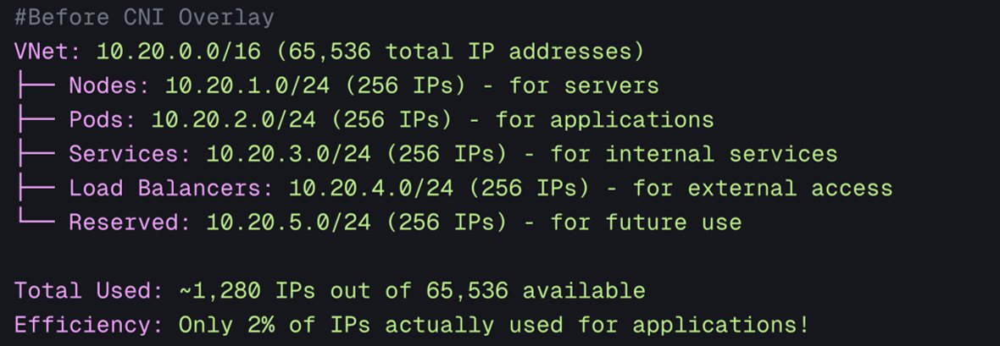 #Before CNI Overlay
VNet: 10.20.0.0/16 (65,536 total IP addresses)
├── Nodes: 10.20.1.0/24 (256 IPs) - for servers
├── Pods: 10.20.2.0/24 (256 IPs) - for applications
├── Services: 10.20.3.0/24 (256 IPs) - for internal services
├── Load Balancers: 10.20.4.0/24 (256 IPs) - for external access
└── Reserved: 10.20.5.0/24 (256 IPs) - for future use
Total Used: ~1,280 IPs out of 65,536 available
Efficiency: Only 2% of IPs actually used for applications!